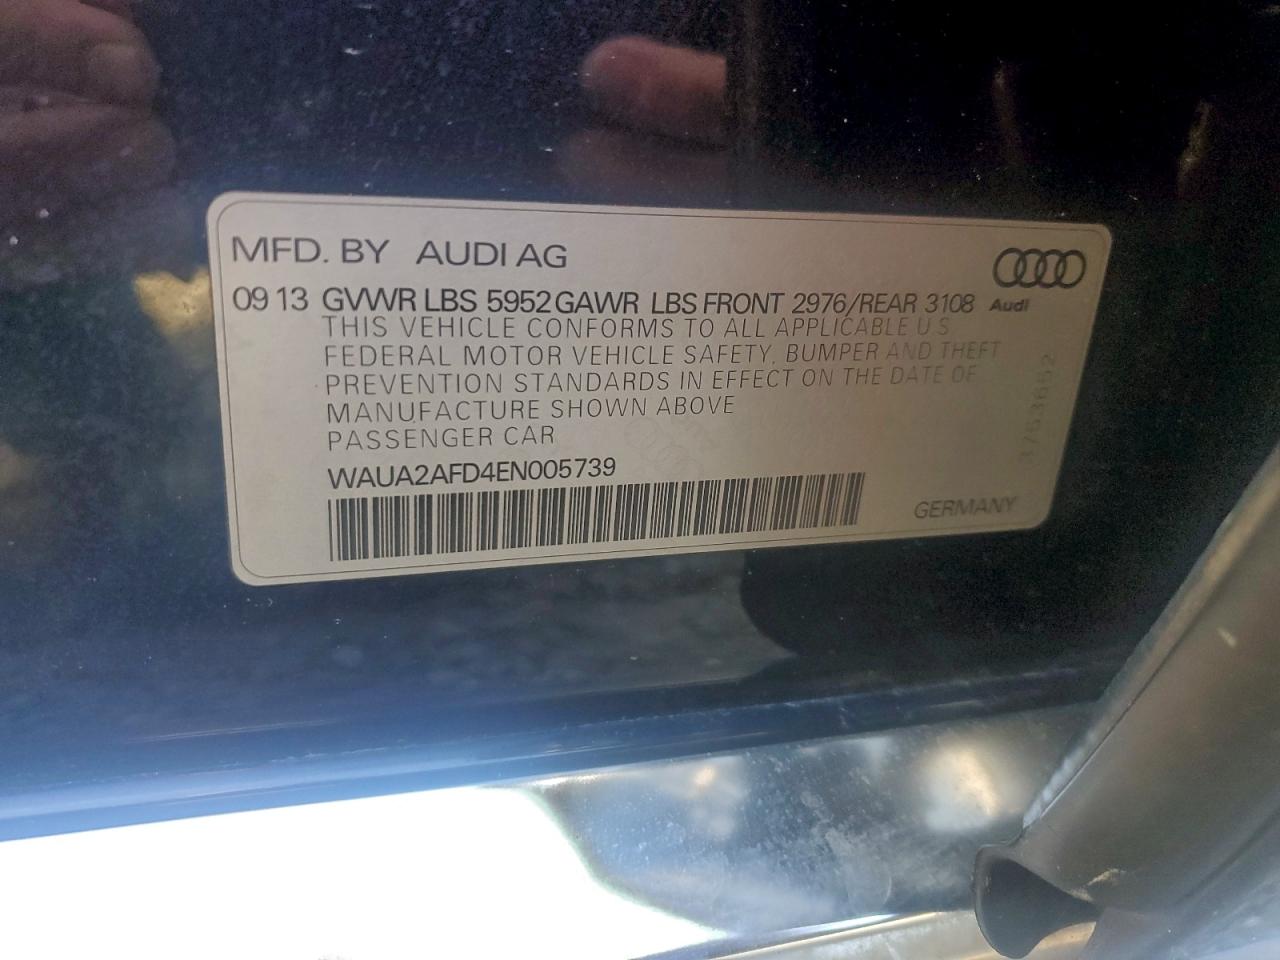 MFD. BY AUDI AG
09 13 GVWR LBS 5952 GAWR LBS FRONT 2976/REAR 3108 Audi
THIS VEHICLE CONFORMS TO ALL APPLICABLE U.S.
FEDERAL MOTOR VEHICLE SAFETY, BUMPER AND THEFT
PREVENTION STANDARDS IN EFFECT ON THE DATE OF
MANUFACTURE SHOWN ABOVE
PASSENGER CAR
WAUA2AFD4EN005739
GERMANY
3763652